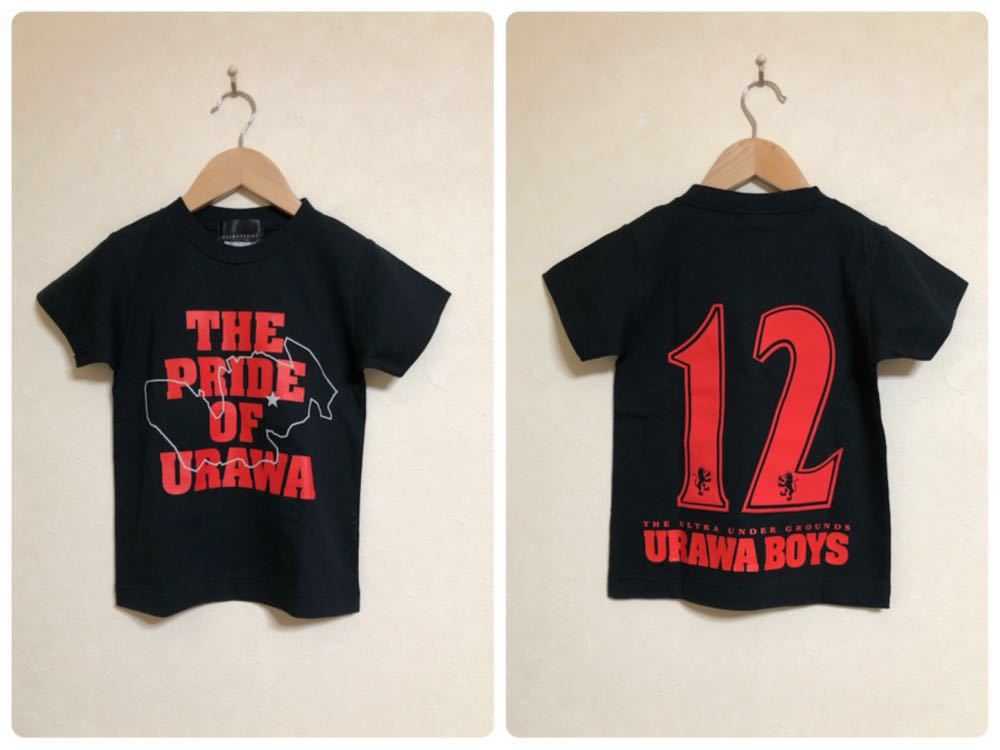 THE
PRIDE
OF
URAWA
12
THE ULTRA UNDER GROUNDS
URAWA BOYS